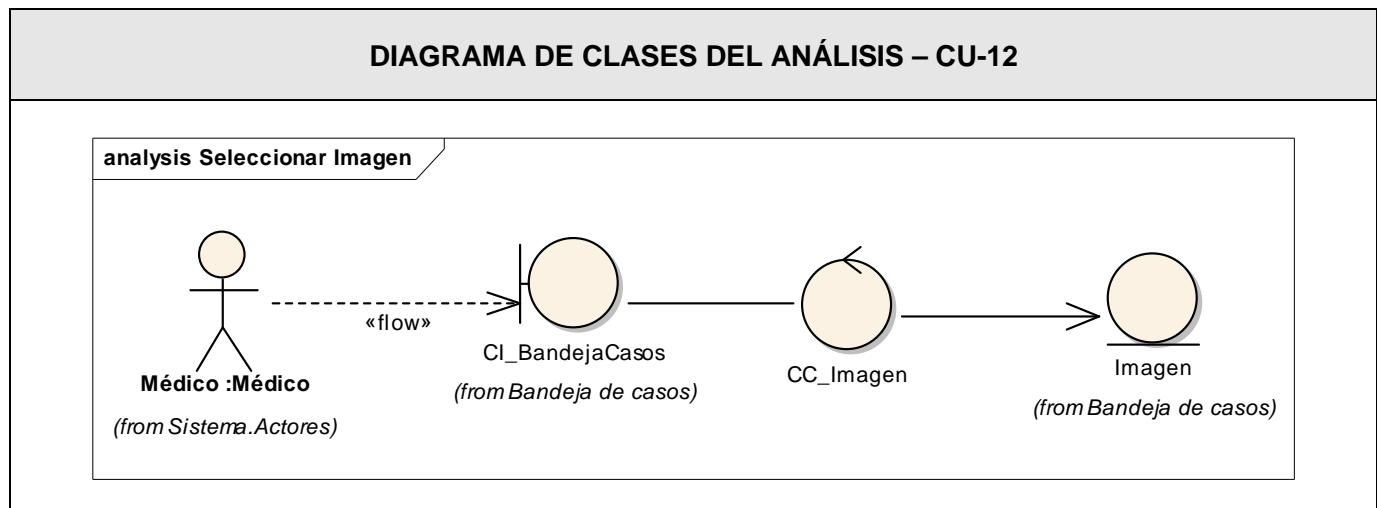 DIAGRAMA DE CLASES DEL ANÁLISIS – CU-12
analysis Seleccionar Imagen
«flow»
CI_BandejaCasos
(from Bandeja de casos)
CC_Imagen
Imagen
(from Bandeja de casos)
Médico :Médico
(from Sistema.Actores)